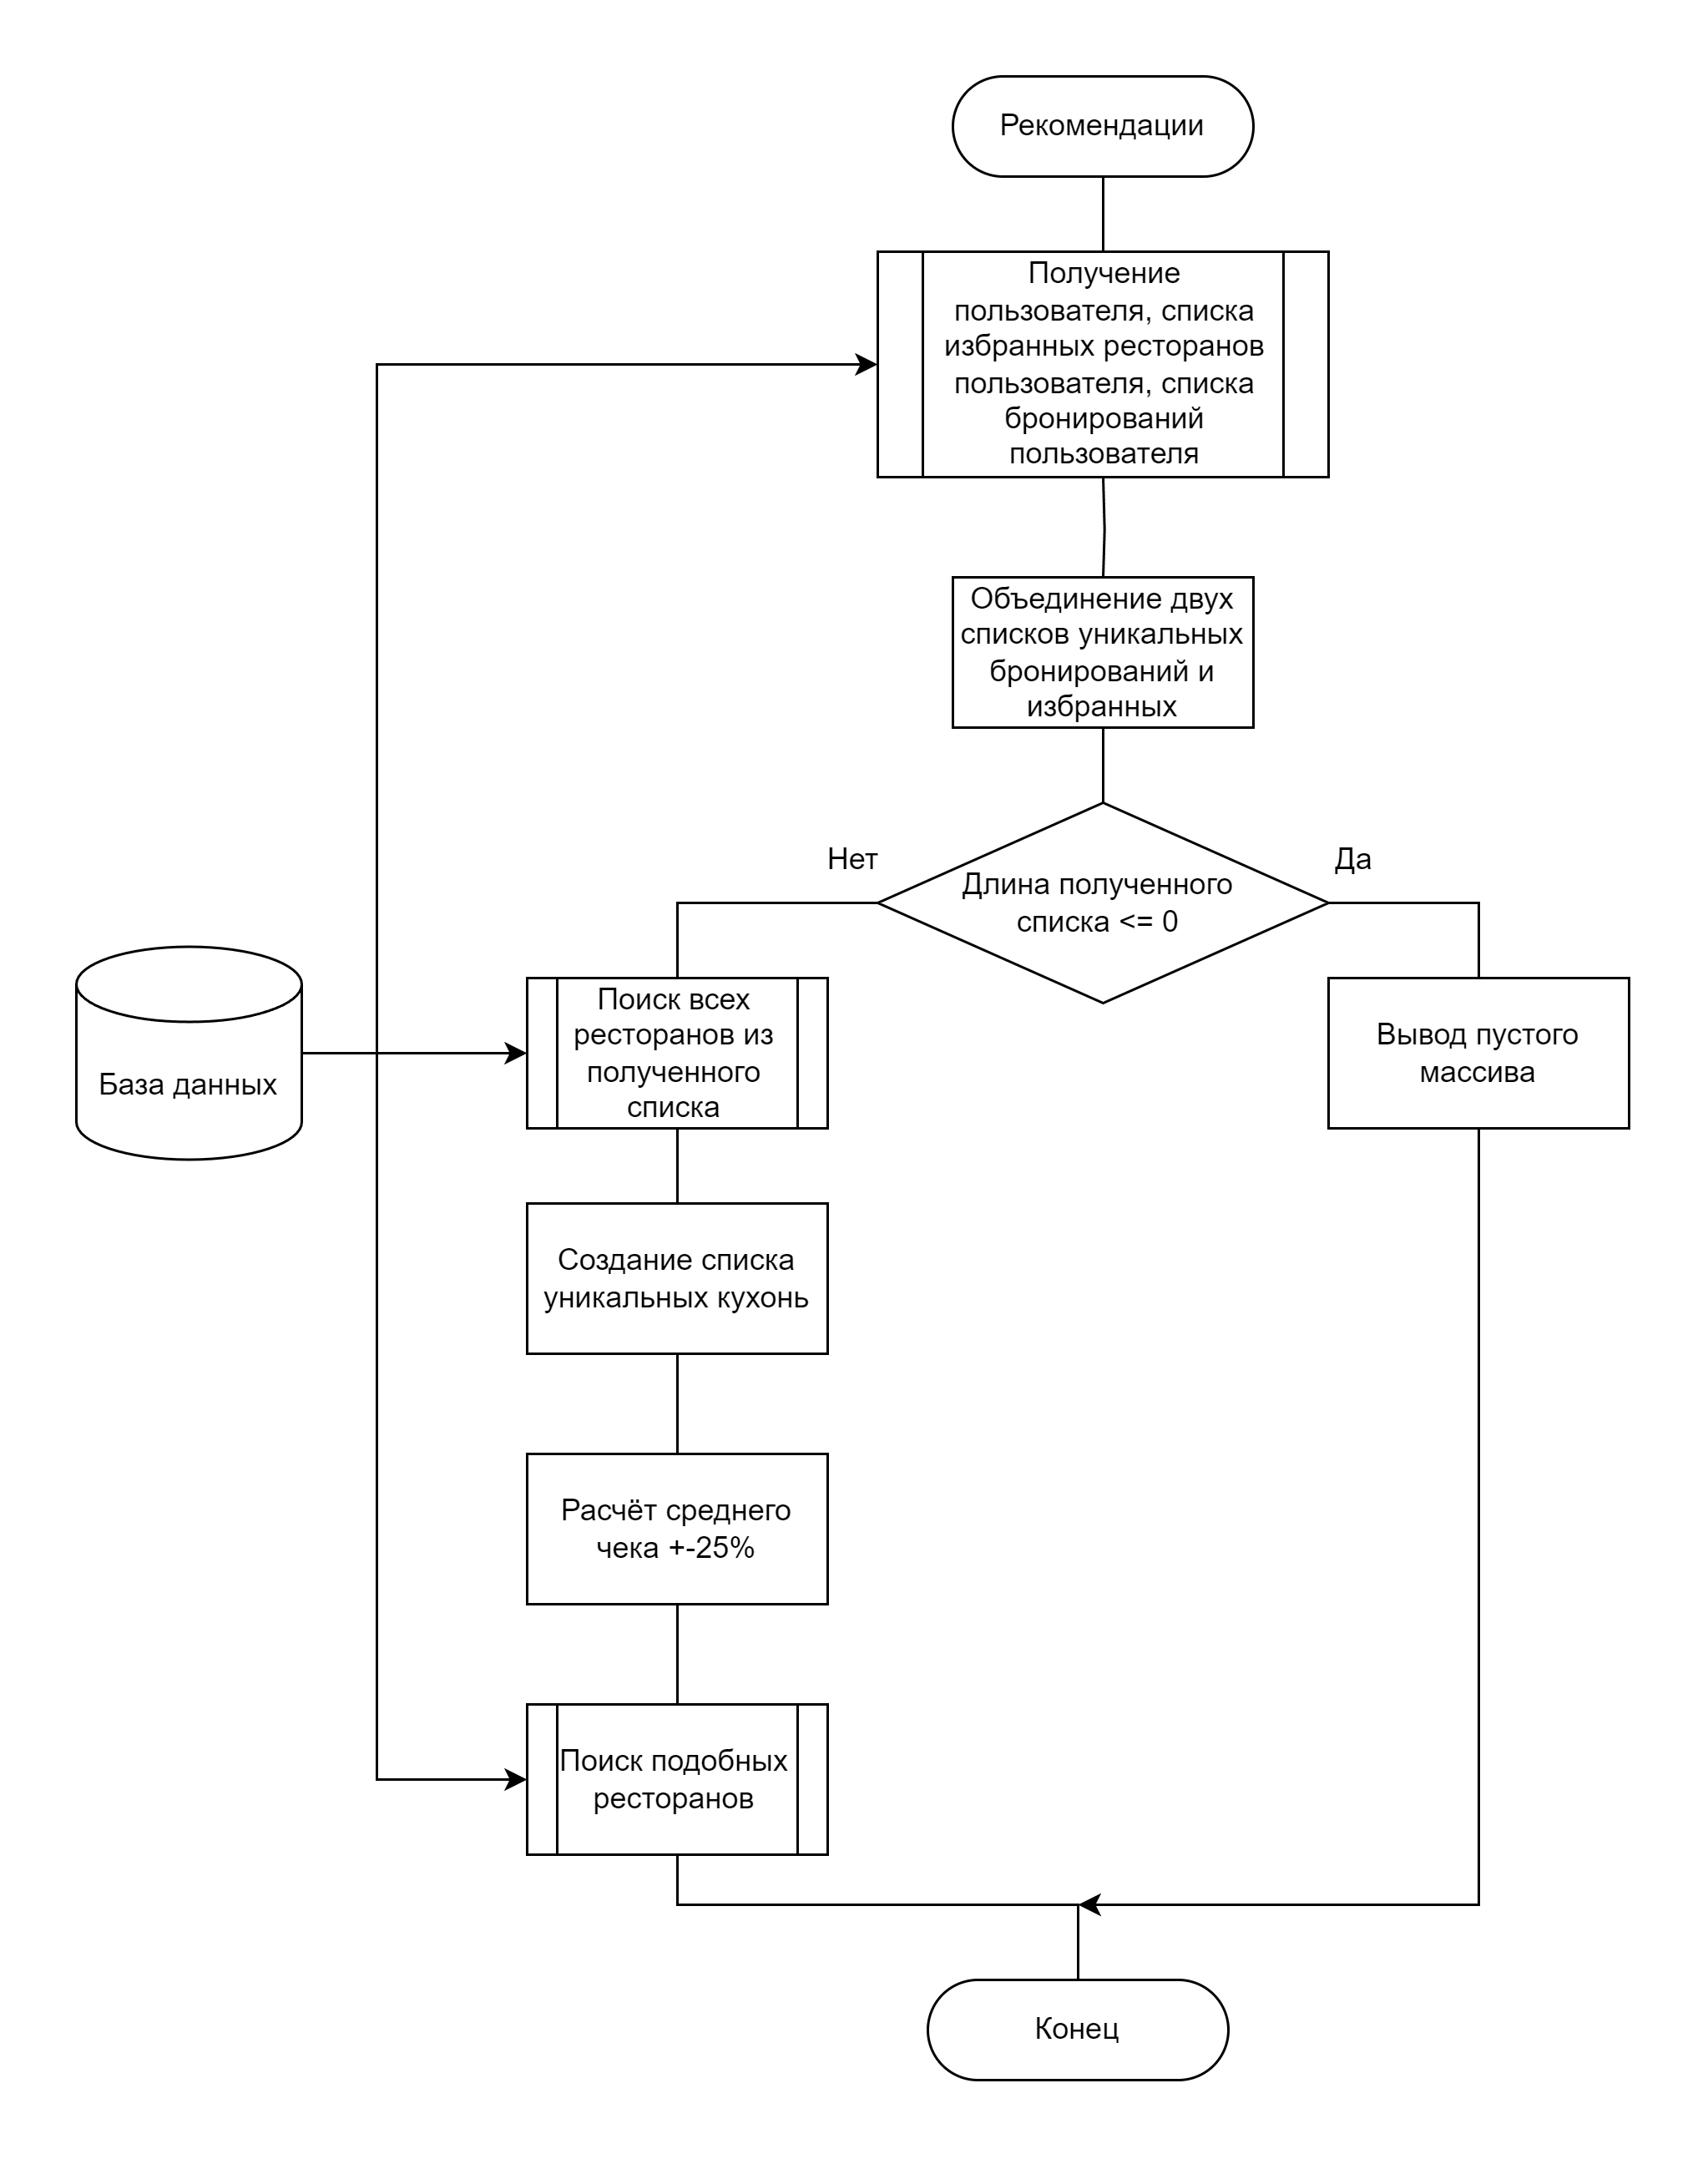 Рекомендации
Получение
пользователя, списка
избранных ресторанов
пользователя, списка
бронирований
пользователя
Объединение двух
списков уникальных
бронирований и
избранных
Нет
Да
Длина полученного
списка <= 0
База данных
Поиск всех
ресторанов из
полученного
списка
Вывод пустого
массива
Создание списка
уникальных кухонь
Расчёт среднего
чека +-25%
Поиск подобных
ресторанов
Конец